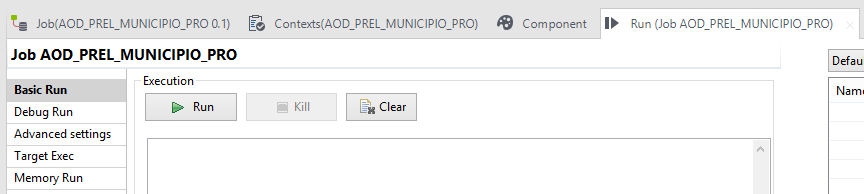 Job(AOD_PREL_MUNICIPIO_PRO 0.1) Contexts(AOD_PREL_MUNICIPIO_PRO) Component Run (Job AOD_PREL_MUNICIPIO_PRO)
Job AOD_PREL_MUNICIPIO_PRO
Defau
Basic Run
Debug Run
Advanced settings
Target Exec
Memory Run
Execution
Run Kill Clear
Name